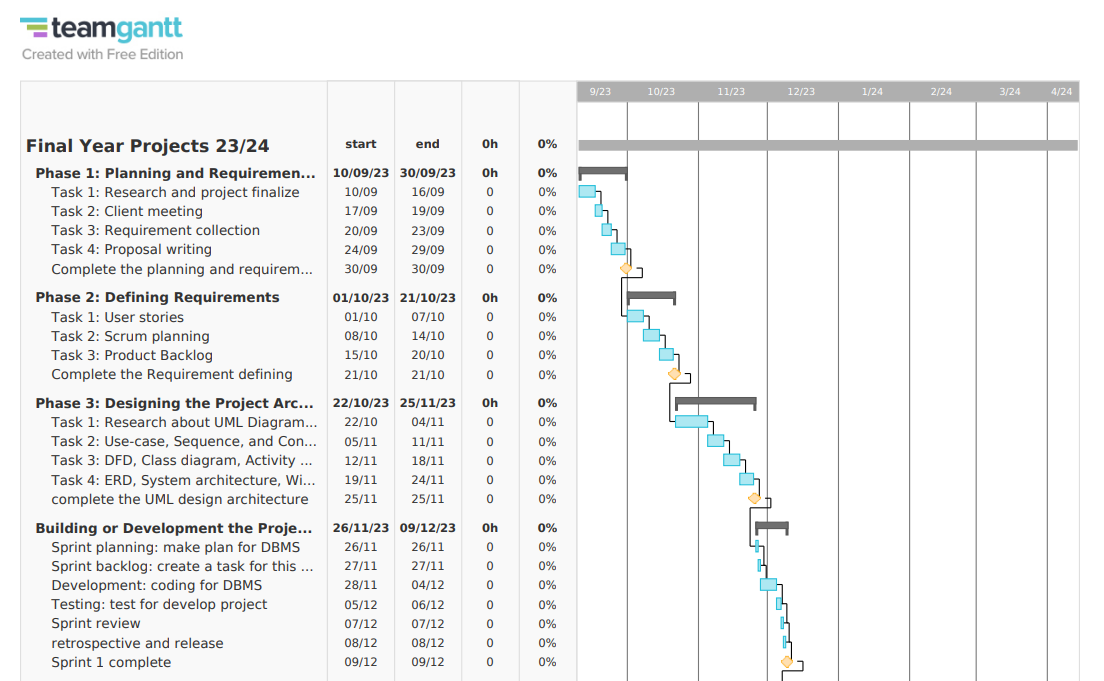 teamgantt
Created with Free Edition
9/23 10/23 11/23 12/23 1/24 2/24 3/24 4/24
Final Year Projects 23/24 start end 0h 0%
Phase 1: Planning and Requiremen... 10/09/23 30/09/23 0h 0%
Task 1: Research and project finalize 10/09 16/09 0 0%
Task 2: Client meeting 17/09 19/09 0 0%
Task 3: Requirement collection 20/09 23/09 0 0%
Task 4: Proposal writing 24/09 29/09 0 0%
Complete the planning and requirem... 30/09 30/09 0 0%
Phase 2: Defining Requirements 01/10/23 21/10/23 0h 0%
Task 1: User stories 01/10 07/10 0 0%
Task 2: Scrum planning 08/10 14/10 0 0%
Task 3: Product Backlog 15/10 20/10 0 0%
Complete the Requirement defining 21/10 21/10 0 0%
Phase 3: Designing the Project Arc... 22/10/23 25/11/23 0h 0%
Task 1: Research about UML Diagram... 22/10 04/11 0 0%
Task 2: Use-case, Sequence, and Con... 05/11 11/11 0 0%
Task 3: DFD, Class diagram, Activity ... 12/11 18/11 0 0%
Task 4: ERD, System architecture, Wi... 19/11 24/11 0 0%
complete the UML design architecture 25/11 25/11 0 0%
Building or Development the Proje... 26/11/23 09/12/23 0h 0%
Sprint planning: make plan for DBMS 26/11 26/11 0 0%
Sprint backlog: create a task for this ... 27/11 27/11 0 0%
Development: coding for DBMS 28/11 04/12 0 0%
Testing: test for develop project 05/12 06/12 0 0%
Sprint review 07/12 07/12 0 0%
retrospective and release 08/12 08/12 0 0%
Sprint 1 complete 09/12 09/12 0 0%